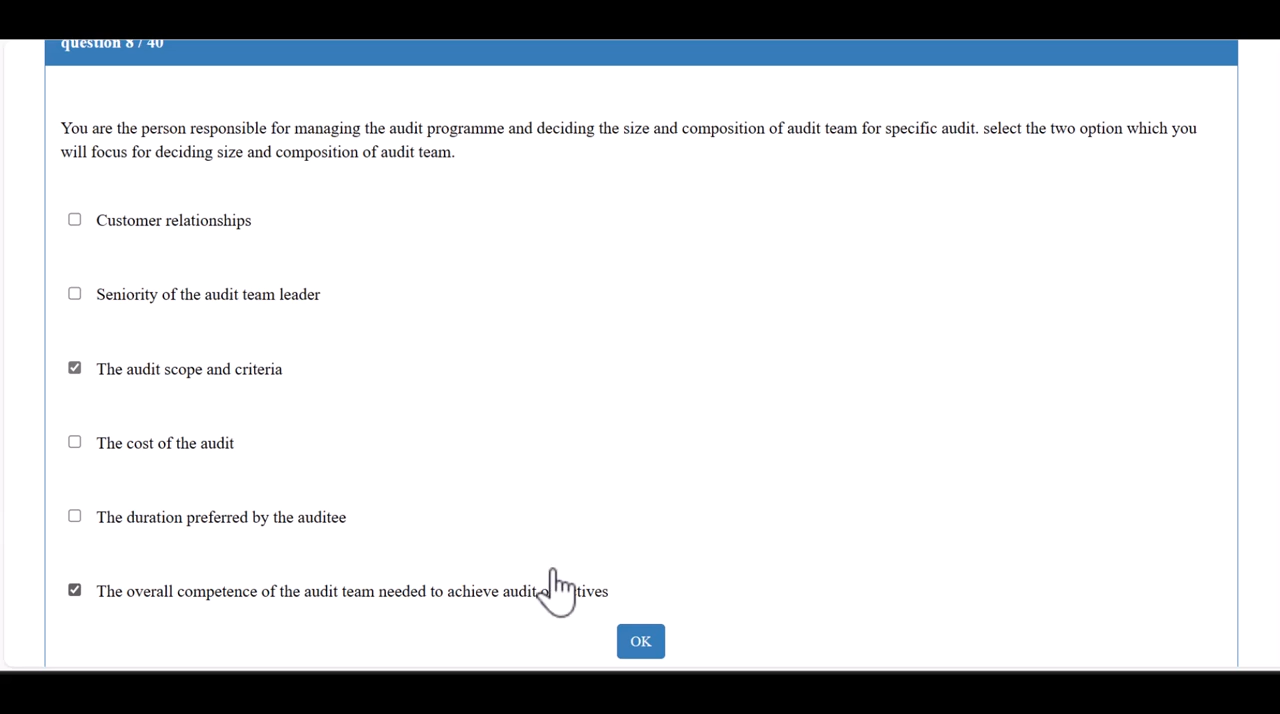 question 8 / 40
You are the person responsible for managing the audit programme and deciding the size and composition of audit team for specific audit. select the two option which you
will focus for deciding size and composition of audit team.
Customer relationships
Seniority of the audit team leader
The audit scope and criteria
The cost of the audit
The duration preferred by the auditee
The overall competence of the audit team needed to achieve audit
OK